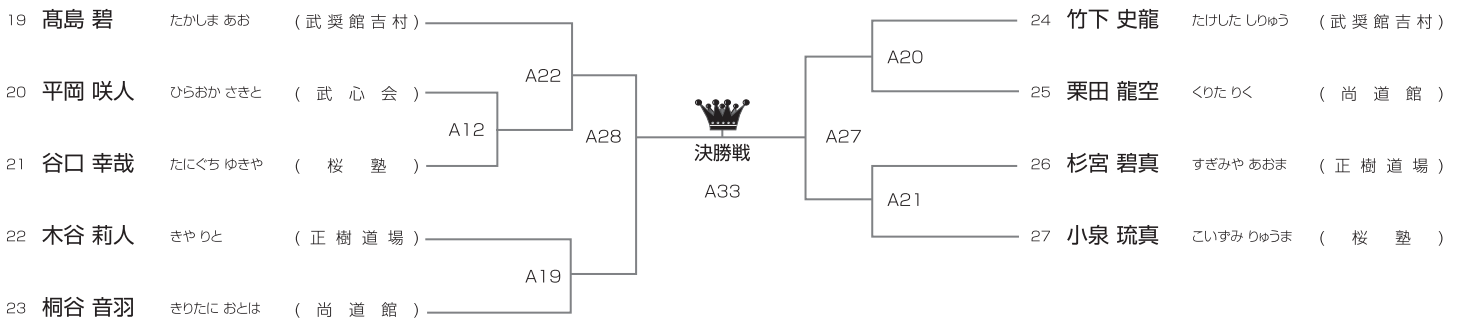 19 髙島 碧 たかしま あお (武奨館吉村)
20 平岡 咲人 ひらおか さきと (武心会)
21 谷口 幸哉 たにぐち ゆきや (桜塾)
22 木谷 莉人 きや りと (正樹道場)
23 桐谷 音羽 きりたに おとは (尚道館)
A22
A12
A28
A19
決勝戦
A33
A20
A27
A21
24 竹下 史龍 たけした しりゅう (武奨館吉村)
25 栗田 龍空 くりた りく (尚道館)
26 杉宮 碧真 すぎみや あおま (正樹道場)
27 小泉 琉真 こいずみ りゅうま (桜塾)